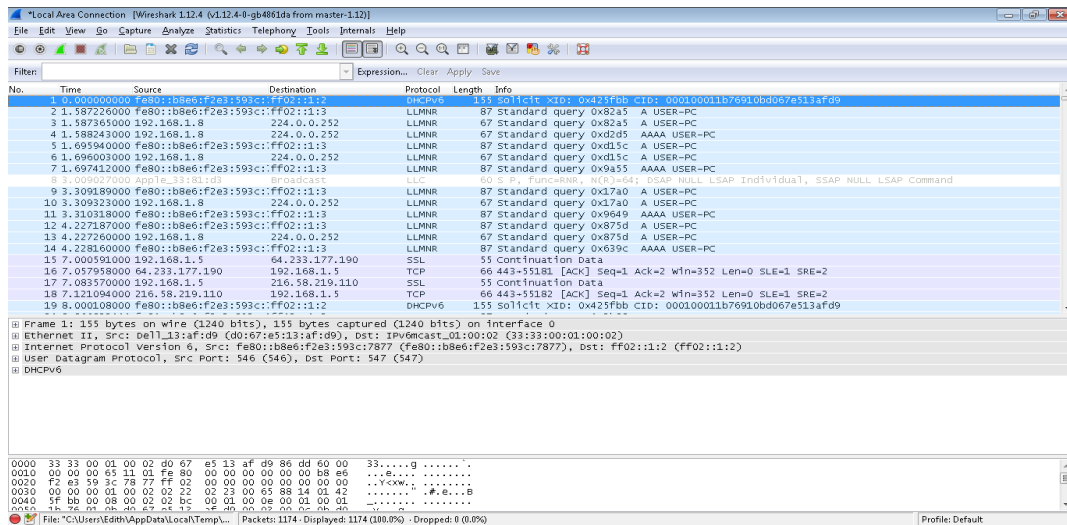 *Local Area Connection [Wireshark 1.12.4 (v1.12.4-0-gb4861da from master-1.12)]
File Edit View Go Capture Analyze Statistics Telephony Tools Internals Help
Filter: Expression... Clear Apply Save
No. Time Source Destination Protocol Length Info
1 0.000000000 fe80::b8e6:f2e3:593c:.ff02::1:2 DHCPv6 155 Solicit XID: 0x425fbb CID: 000100011b76910bd067e513afd9
2 1.587226000 fe80::b8e6:f2e3:593c:.ff02::1:3 LLMNR 87 Standard query 0x82a5 A USER-PC
3 1.587365000 192.168.1.8 224.0.0.252 LLMNR 67 Standard query 0x82a5 A USER-PC
4 1.588243000 192.168.1.8 224.0.0.252 LLMNR 67 Standard query 0xd2d5 AAAA USER-PC
5 1.695940000 fe80::b8e6:f2e3:593c:.ff02::1:3 LLMNR 87 Standard query 0xd15c A USER-PC
6 1.696003000 192.168.1.8 224.0.0.252 LLMNR 67 Standard query 0xd15c A USER-PC
7 1.697412000 fe80::b8e6:f2e3:593c:.ff02::1:3 LLMNR 87 Standard query 0x9a55 AAAA USER-PC
8 3.009027000 Apple_33:81:d3 Broadcast LLC 60 S P, func=RNR, N(R)=64; DSAP NULL LSAP Individual, SSAP NULL LSAP Command
9 3.309189000 fe80::b8e6:f2e3:593c:.ff02::1:3 LLMNR 87 Standard query 0x17a0 A USER-PC
10 3.309323000 192.168.1.8 224.0.0.252 LLMNR 67 Standard query 0x17a0 A USER-PC
11 3.310318000 fe80::b8e6:f2e3:593c:.ff02::1:3 LLMNR 87 Standard query 0x9649 AAAA USER-PC
12 4.227187000 fe80::b8e6:f2e3:593c:.ff02::1:3 LLMNR 87 Standard query 0x875d A USER-PC
13 4.227260000 192.168.1.8 224.0.0.252 LLMNR 67 Standard query 0x875d A USER-PC
14 4.228160000 fe80::b8e6:f2e3:593c:.ff02::1:3 LLMNR 87 Standard query 0x639c AAAA USER-PC
15 7.000591000 192.168.1.5 64.233.177.190 SSL 55 Continuation Data
16 7.057958000 64.233.177.190 192.168.1.5 TCP 66 443→55181 [ACK] Seq=1 Ack=2 Win=352 Len=0 SLE=1 SRE=2
17 7.083570000 192.168.1.5 216.58.219.110 SSL 55 Continuation Data
18 7.121094000 216.58.219.110 192.168.1.5 TCP 66 443→55182 [ACK] Seq=1 Ack=2 Win=352 Len=0 SLE=1 SRE=2
19 8.000108000 fe80::b8e6:f2e3:593c:.ff02::1:2 DHCPv6 155 Solicit XID: 0x425fbb CID: 000100011b76910bd067e513afd9
Frame 1: 155 bytes on wire (1240 bits), 155 bytes captured (1240 bits) on interface 0
Ethernet II, Src: Dell_13:af:d9 (d0:67:e5:13:af:d9), Dst: IPv6mcast_01:00:02 (33:33:00:01:00:02)
Internet Protocol Version 6, Src: fe80::b8e6:f2e3:593c:7877 (fe80::b8e6:f2e3:593c:7877), Dst: ff02::1:2 (ff02::1:2)
User Datagram Protocol, Src Port: 546 (546), Dst Port: 547 (547)
DHCPv6
0000 33 33 00 01 00 02 d0 67 e5 13 af d9 86 dd 60 00 33.....g ......`.
0010 00 00 00 65 11 01 fe 80 00 00 00 00 00 00 b8 e6 ...e.... ........
0020 f2 e3 59 3c 78 77 ff 02 00 00 00 00 00 00 00 00 ..Y<xw.. ........
0030 00 00 00 01 00 02 02 22 02 23 00 65 88 14 01 42 ......." .#.e...B
0040 5f bb 00 08 00 02 02 bc 00 01 00 0e 00 01 00 01 _....... ........
0050 1b 76 91 0b d0 67 e5 13 af d9 00 03 00 0c 0b d0 .v...g.. ........
File: "C:\Users\Edith\AppData\Local\Temp\... Packets: 1174 · Displayed: 1174 (100.0%) · Dropped: 0 (0.0%) Profile: Default